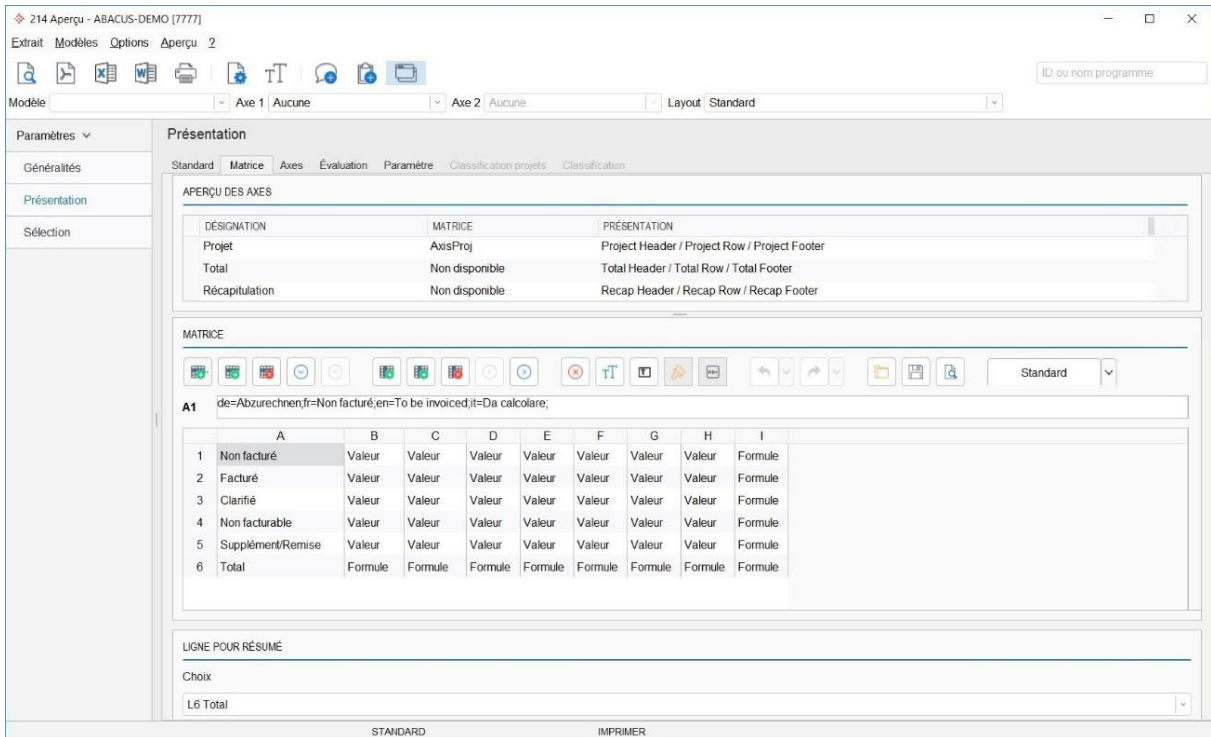 214 Aperçu - ABACUS-DEMO [7777]
Extrait Modèles Options Aperçu ?
ID ou nom programme
Modèle Axe 1 Aucune Axe 2 Aucune Layout Standard
Paramètres
Généralités
Présentation
Sélection
Présentation
Standard Matrice Axes Évaluation Paramètre Classification projets Classification
APERÇU DES AXES
DÉSIGNATION MATRICE PRÉSENTATION
Projet AxisProj Project Header / Project Row / Project Footer
Total Non disponible Total Header / Total Row / Total Footer
Récapitulation Non disponible Recap Header / Recap Row / Recap Footer
MATRICE
Standard
A1 de=Abzurechnen;fr=Non facturé;en=To be invoiced;it=Da calcolare;
A B C D E F G H I
1 Non facturé Valeur Valeur Valeur Valeur Valeur Valeur Valeur Formule
2 Facturé Valeur Valeur Valeur Valeur Valeur Valeur Valeur Formule
3 Clarifié Valeur Valeur Valeur Valeur Valeur Valeur Valeur Formule
4 Non facturable Valeur Valeur Valeur Valeur Valeur Valeur Valeur Formule
5 Supplément/Remise Valeur Valeur Valeur Valeur Valeur Valeur Valeur Formule
6 Total Formule Formule Formule Formule Formule Formule Formule Formule
LIGNE POUR RÉSUMÉ
Choix
L6 Total
STANDARD IMPRIMER